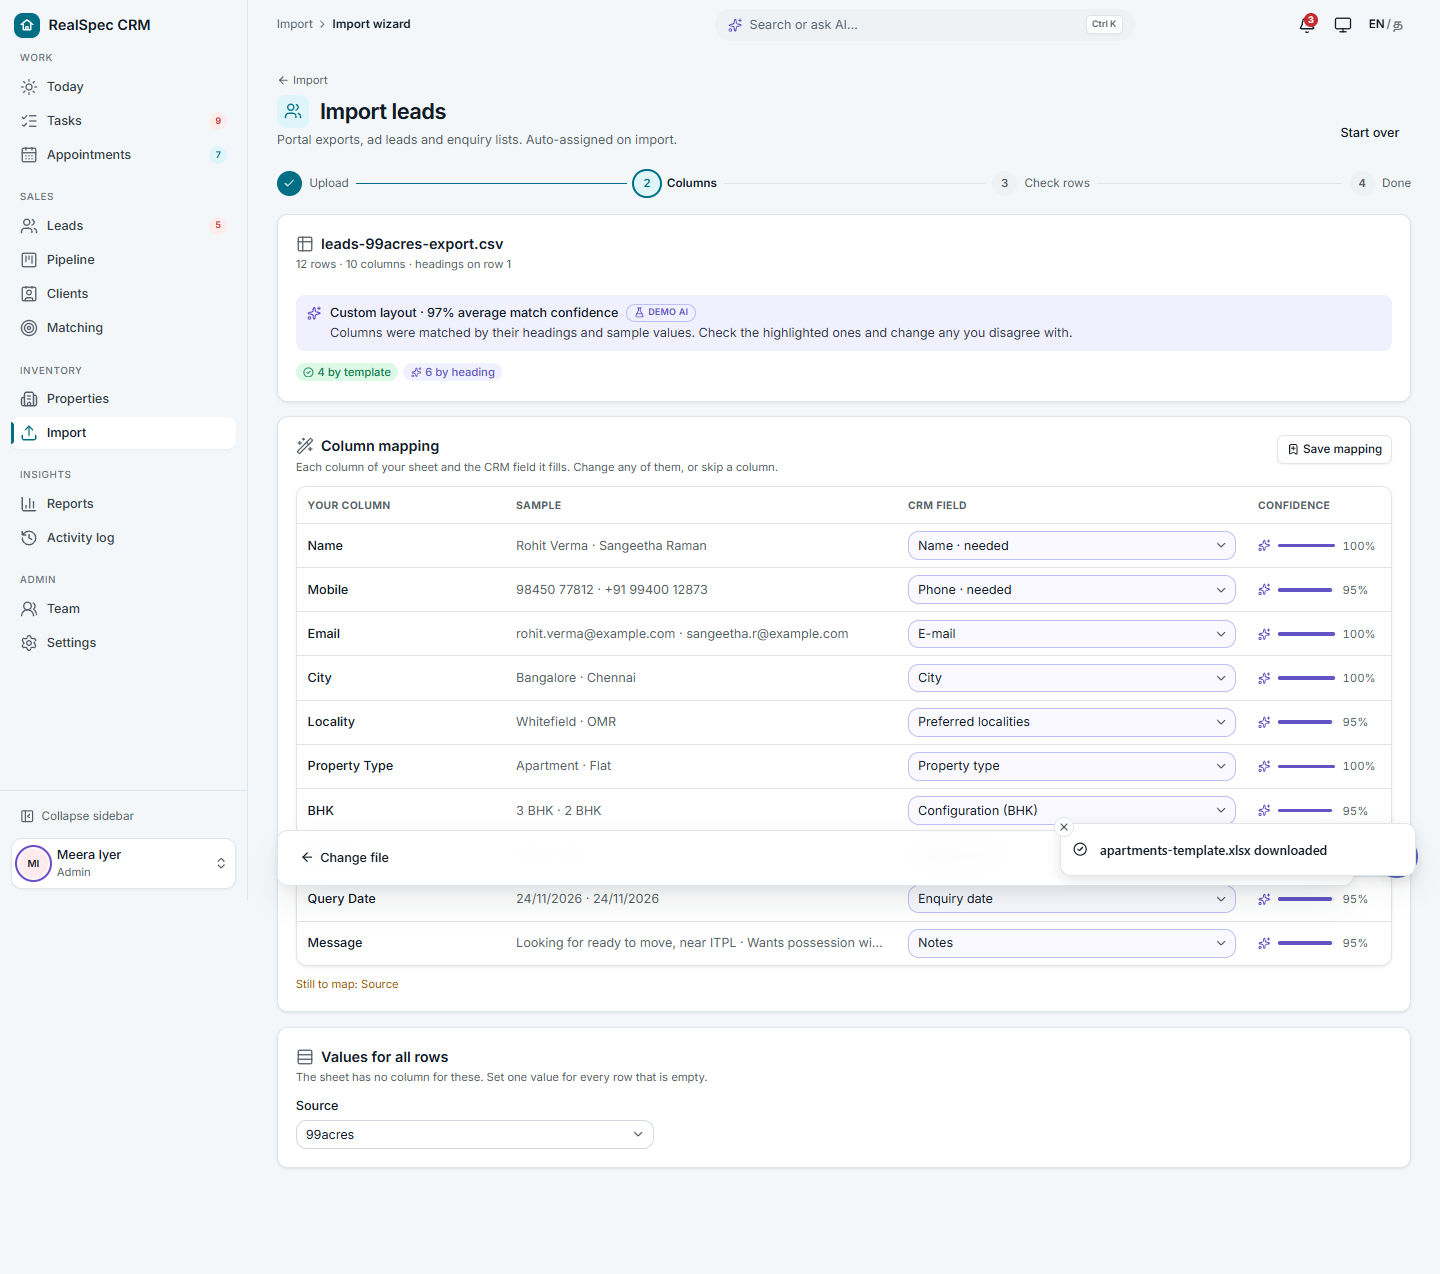 RealSpec CRM
Import > Import wizard
Search or ask AI...
Ctrl K
3
EN / த
WORK
Today
Tasks 9
Appointments 7
SALES
Leads 5
Pipeline
Clients
Matching
INVENTORY
Properties
Import
INSIGHTS
Reports
Activity log
ADMIN
Team
Settings
Collapse sidebar
MI
Meera Iyer
Admin
← Import
Import leads
Portal exports, ad leads and enquiry lists. Auto-assigned on import.
Start over
Upload
2 Columns
3 Check rows
4 Done
leads-99acres-export.csv
12 rows · 10 columns · headings on row 1
Custom layout · 97% average match confidence DEMO AI
Columns were matched by their headings and sample values. Check the highlighted ones and change any you disagree with.
4 by template 6 by heading
Column mapping
Each column of your sheet and the CRM field it fills. Change any of them, or skip a column.
Save mapping
YOUR COLUMN SAMPLE CRM FIELD CONFIDENCE
Name Rohit Verma · Sangeetha Raman Name · needed 100%
Mobile 98450 77812 · +91 99400 12873 Phone · needed 95%
Email rohit.verma@example.com · sangeetha.r@example.com E-mail 100%
City Bangalore · Chennai City 100%
Locality Whitefield · OMR Preferred localities 95%
Property Type Apartment · Flat Property type 100%
BHK 3 BHK · 2 BHK Configuration (BHK) 95%
← Change file
apartments-template.xlsx downloaded
Query Date 24/11/2026 · 24/11/2026 Enquiry date 95%
Message Looking for ready to move, near ITPL · Wants possession wi... Notes 95%
Still to map: Source
Values for all rows
The sheet has no column for these. Set one value for every row that is empty.
Source
99acres